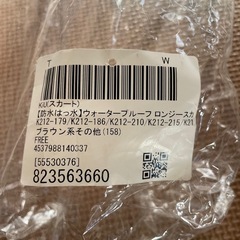 T W
K(スカート)
【防水はっ水】ウォータープルーフ ロンジースカ
K212-179/K212-186/K212-210/K212-215/K21
ブラウン系その他(158)
FREE
4537988140337
[55530376]
823563660